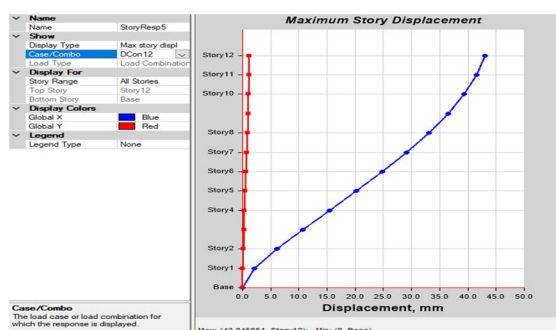 Name
Name StoryResp5
Show
Display Type Max story displ
Case/Combo DCon12
Load Type Load Combination
Display For
Story Range All Stories
Top Story Story12
Bottom Story Base
Display Colors
Global X Blue
Global Y Red
Legend
Legend Type None
Case/Combo
The load case or load combination for
which the response is displayed.
Maximum Story Displacement
Story12
Story11
Story10
Story8
Story7
Story6
Story5
Story4
Story2
Story1
Base
0.0 5.0 10.0 15.0 20.0 25.0 30.0 35.0 40.0 45.0 50.0
Displacement, mm